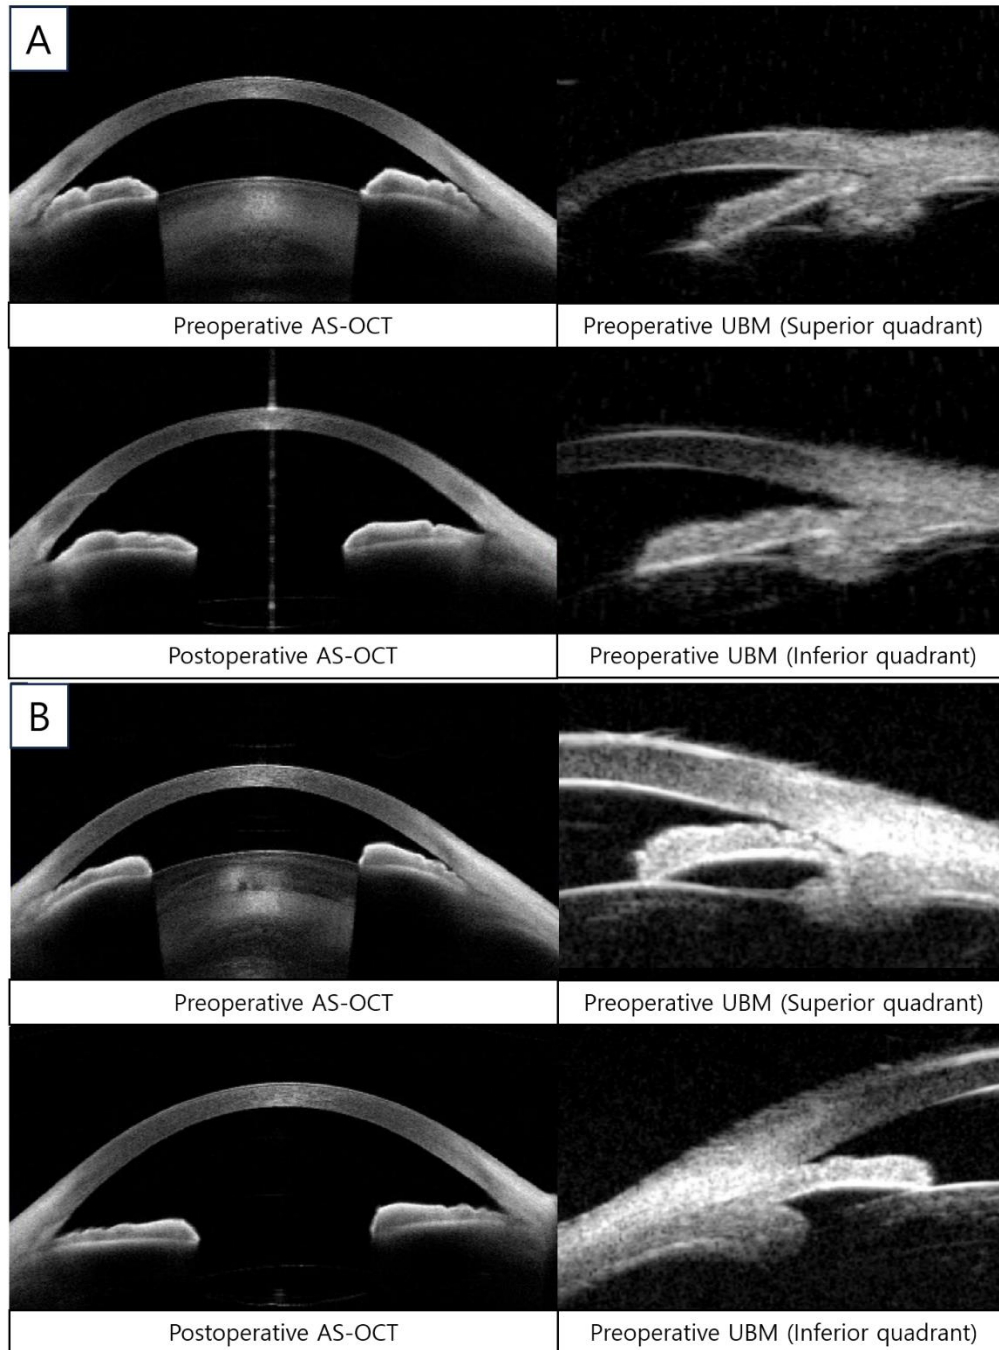 A
Preoperative AS-OCT
Preoperative UBM (Superior quadrant)
Postoperative AS-OCT
Preoperative UBM (Inferior quadrant)
B
Preoperative AS-OCT
Preoperative UBM (Superior quadrant)
Postoperative AS-OCT
Preoperative UBM (Inferior quadrant)